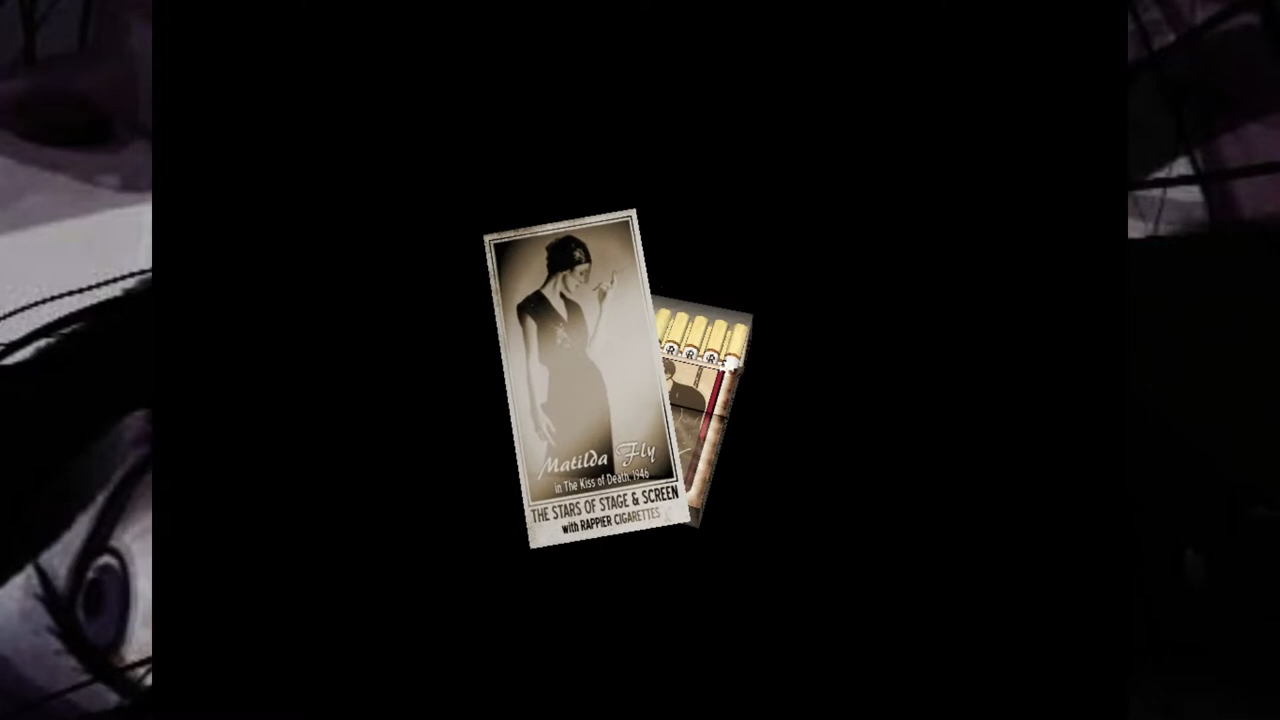 Matilda Fly
in The Kiss of Death, 1946
THE STARS OF STAGE & SCREEN
with RAPPIER CIGARETTES
R R R